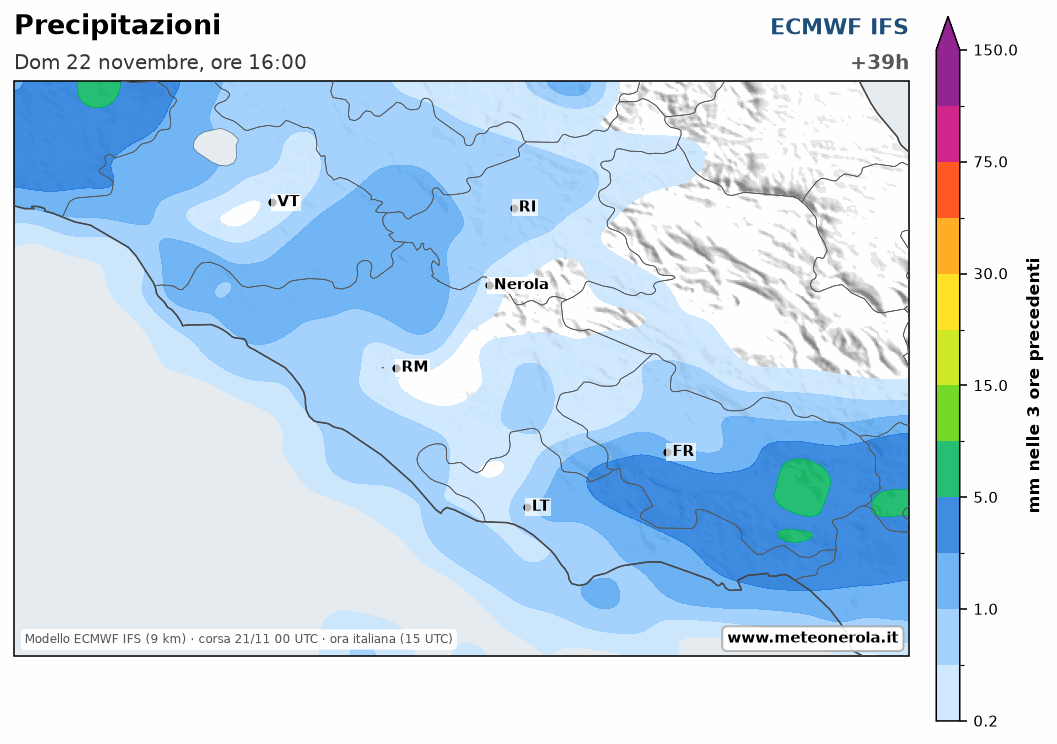 Precipitazioni
ECMWF IFS
Dom 22 novembre, ore 16:00
+39h
150.0
75.0
30.0
15.0
5.0
1.0
0.2
mm nelle 3 ore precedenti
VT
RI
Nerola
RM
FR
LT
Modello ECMWF IFS (9 km) · corsa 21/11 00 UTC · ora italiana (15 UTC)
www.meteonerola.it